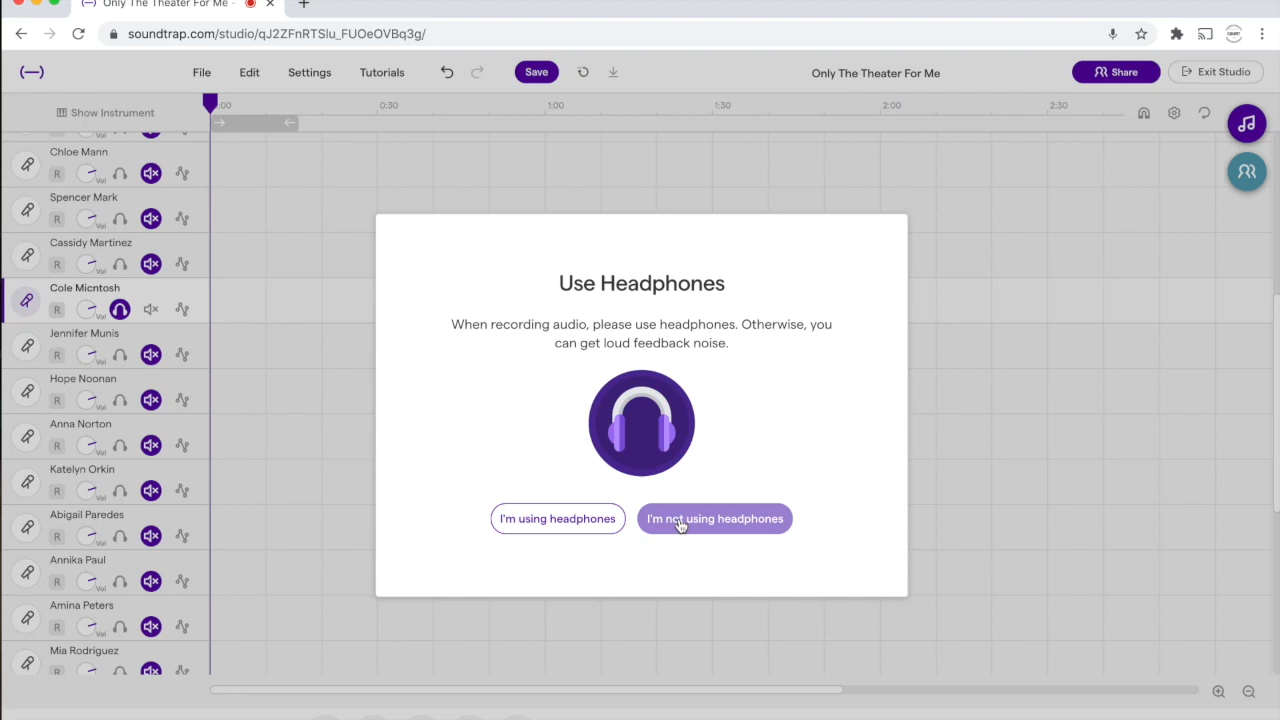 Only The Theater For Me -
soundtrap.com/studio/qJ2ZFnRTSlu_FUOeOVBq3g/
File Edit Settings Tutorials Save Only The Theater For Me Share Exit Studio
Show Instrument 0:00 0:30 1:00 1:30 2:00 2:30
Chloe Mann
R Vol
Spencer Mark
R Vol
Cassidy Martinez
R Vol
Cole Micntosh
R Vol
Jennifer Munis
R Vol
Hope Noonan
R Vol
Anna Norton
R Vol
Katelyn Orkin
R Vol
Abigail Paredes
R Vol
Annika Paul
R Vol
Amina Peters
R Vol
Mia Rodriguez
R Vol
Use Headphones
When recording audio, please use headphones. Otherwise, you
can get loud feedback noise.
I'm using headphones I'm not using headphones